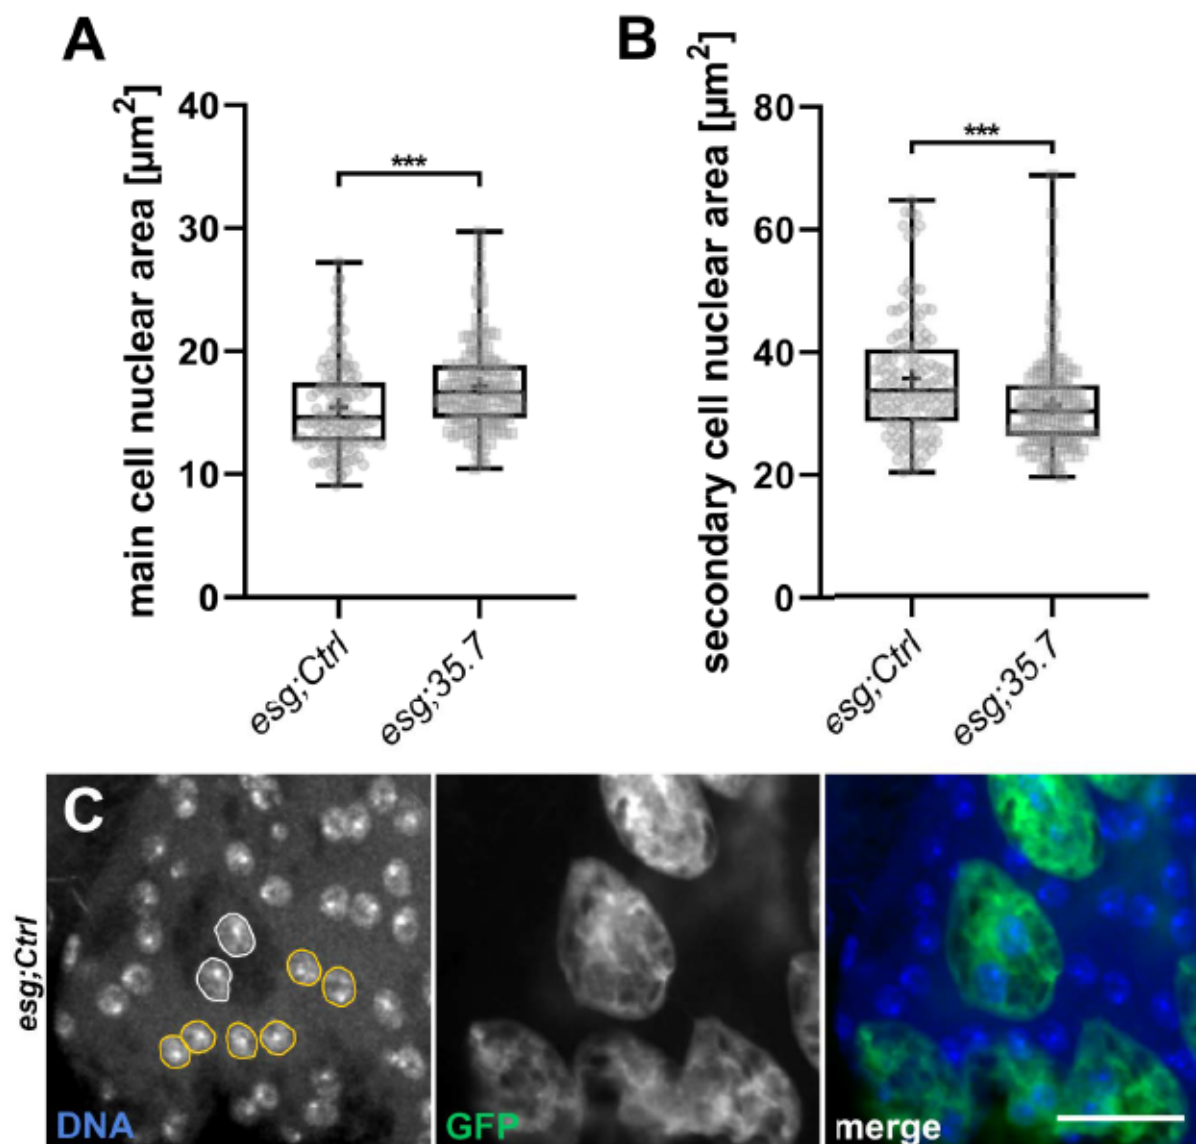 A
B
main cell nuclear area [µm²]
40
30
20
10
0
***
esg;Ctrl
esg;35.7
secondary cell nuclear area [µm²]
80
60
40
20
0
***
esg;Ctrl
esg;35.7
C
esg;Ctrl
DNA
GFP
merge